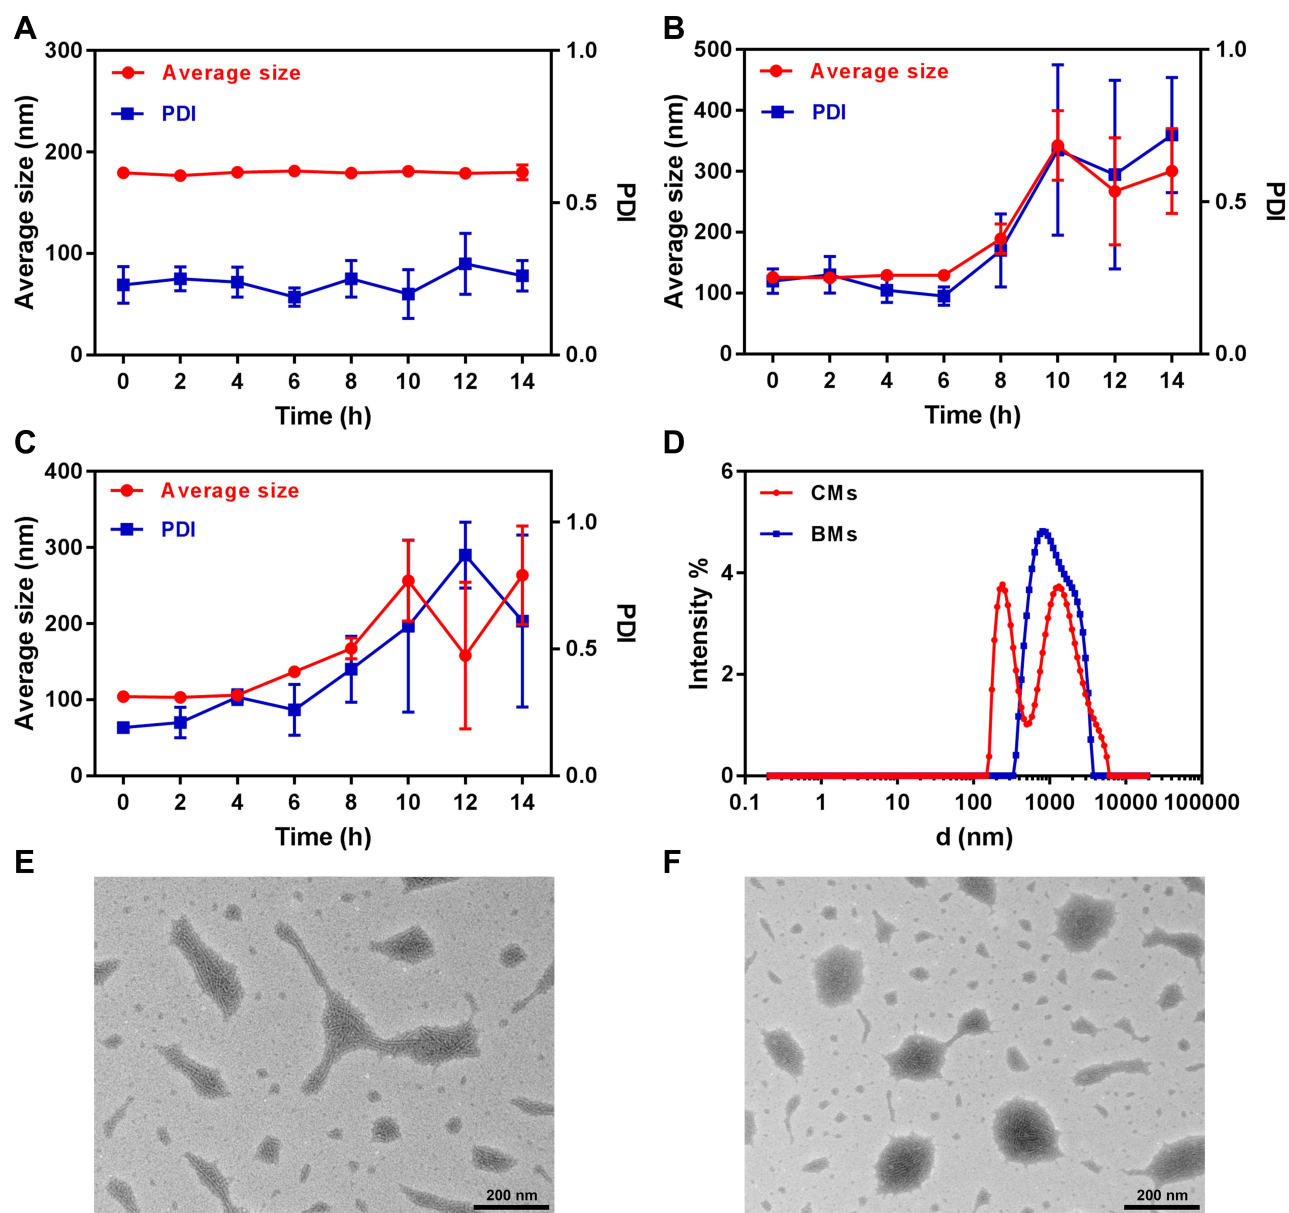 A
Average size
PDI
300
200
100
0
Average size (nm)
1.0
0.5
0.0
PDI
0 2 4 6 8 10 12 14
Time (h)
B
Average size
PDI
500
400
300
200
100
0
Average size (nm)
1.0
0.5
0.0
PDI
0 2 4 6 8 10 12 14
Time (h)
C
Average size
PDI
400
300
200
100
0
Average size (nm)
1.0
0.5
0.0
PDI
0 2 4 6 8 10 12 14
Time (h)
D
CMs
BMs
6
4
2
0
Intensity %
0.1 1 10 100 1000 10000 100000
d (nm)
E
200 nm
F
200 nm